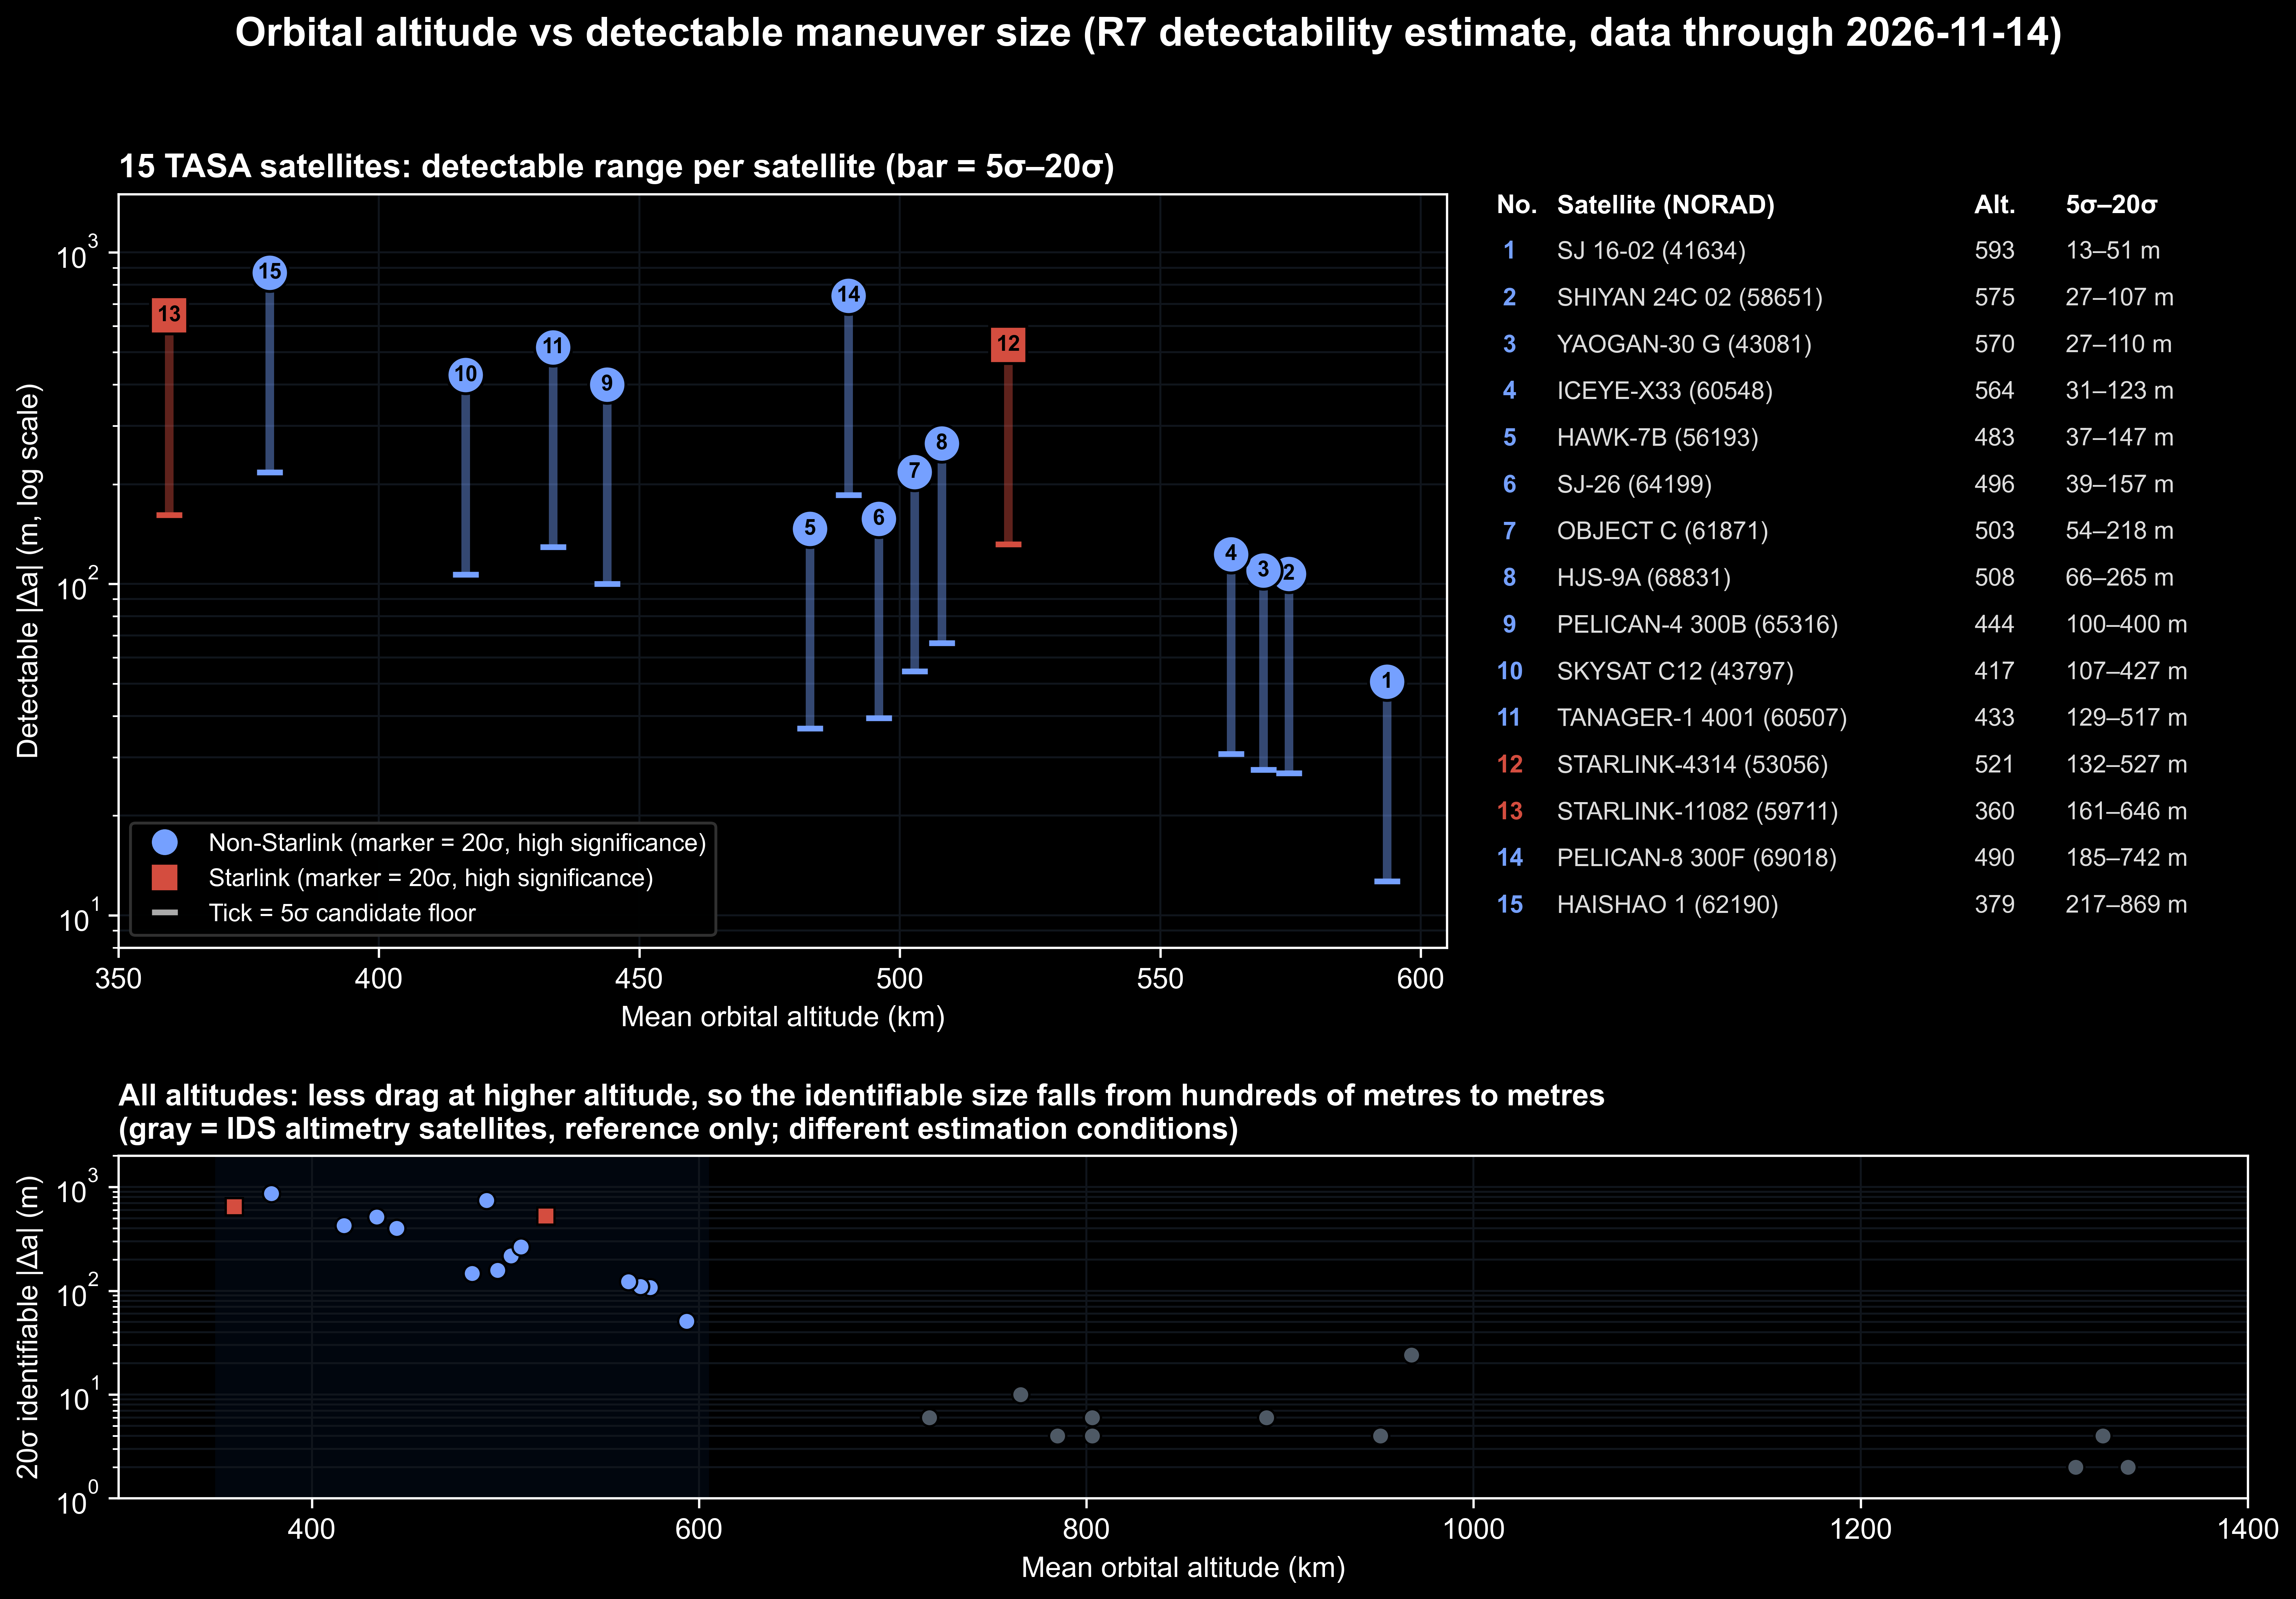 Orbital altitude vs detectable maneuver size (R7 detectability estimate, data through 2026-11-14)
15 TASA satellites: detectable range per satellite (bar = 5σ–20σ)
Detectable |Δa| (m, log scale)
10³
10²
10¹
13
15
10
11
9
14
12
8
7
6
5
4
3
2
1
Non-Starlink (marker = 20σ, high significance)
Starlink (marker = 20σ, high significance)
Tick = 5σ candidate floor
350 400 450 500 550 600
Mean orbital altitude (km)
No. Satellite (NORAD) Alt. 5σ–20σ
1 SJ 16-02 (41634) 593 13–51 m
2 SHIYAN 24C 02 (58651) 575 27–107 m
3 YAOGAN-30 G (43081) 570 27–110 m
4 ICEYE-X33 (60548) 564 31–123 m
5 HAWK-7B (56193) 483 37–147 m
6 SJ-26 (64199) 496 39–157 m
7 OBJECT C (61871) 503 54–218 m
8 HJS-9A (68831) 508 66–265 m
9 PELICAN-4 300B (65316) 444 100–400 m
10 SKYSAT C12 (43797) 417 107–427 m
11 TANAGER-1 4001 (60507) 433 129–517 m
12 STARLINK-4314 (53056) 521 132–527 m
13 STARLINK-11082 (59711) 360 161–646 m
14 PELICAN-8 300F (69018) 490 185–742 m
15 HAISHAO 1 (62190) 379 217–869 m
All altitudes: less drag at higher altitude, so the identifiable size falls from hundreds of metres to metres
(gray = IDS altimetry satellites, reference only; different estimation conditions)
20σ identifiable |Δa| (m)
10³
10²
10¹
10⁰
400 600 800 1000 1200 1400
Mean orbital altitude (km)